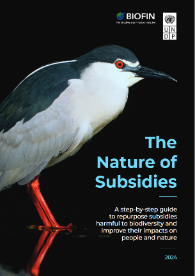 BIOFIN
U N
D P
The
Nature of
Subsidies
A step-by-step guide
to repurpose subsidies
harmful to biodiversity and
improve their impacts on
people and nature
2024